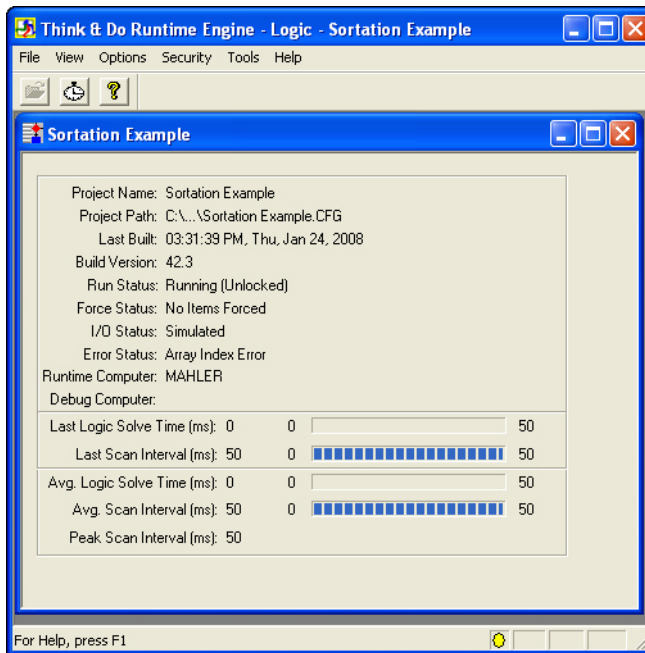 Think & Do Runtime Engine - Logic - Sortation Example
File View Options Security Tools Help
Sortation Example
Project Name: Sortation Example
Project Path: C:\...\Sortation Example.CFG
Last Built: 03:31:39 PM, Thu, Jan 24, 2008
Build Version: 42.3
Run Status: Running (Unlocked)
Force Status: No Items Forced
I/O Status: Simulated
Error Status: Array Index Error
Runtime Computer: MAHLER
Debug Computer:
Last Logic Solve Time (ms): 0 0 50
Last Scan Interval (ms): 50 0 50
Avg. Logic Solve Time (ms): 0 0 50
Avg. Scan Interval (ms): 50 0 50
Peak Scan Interval (ms): 50
For Help, press F1